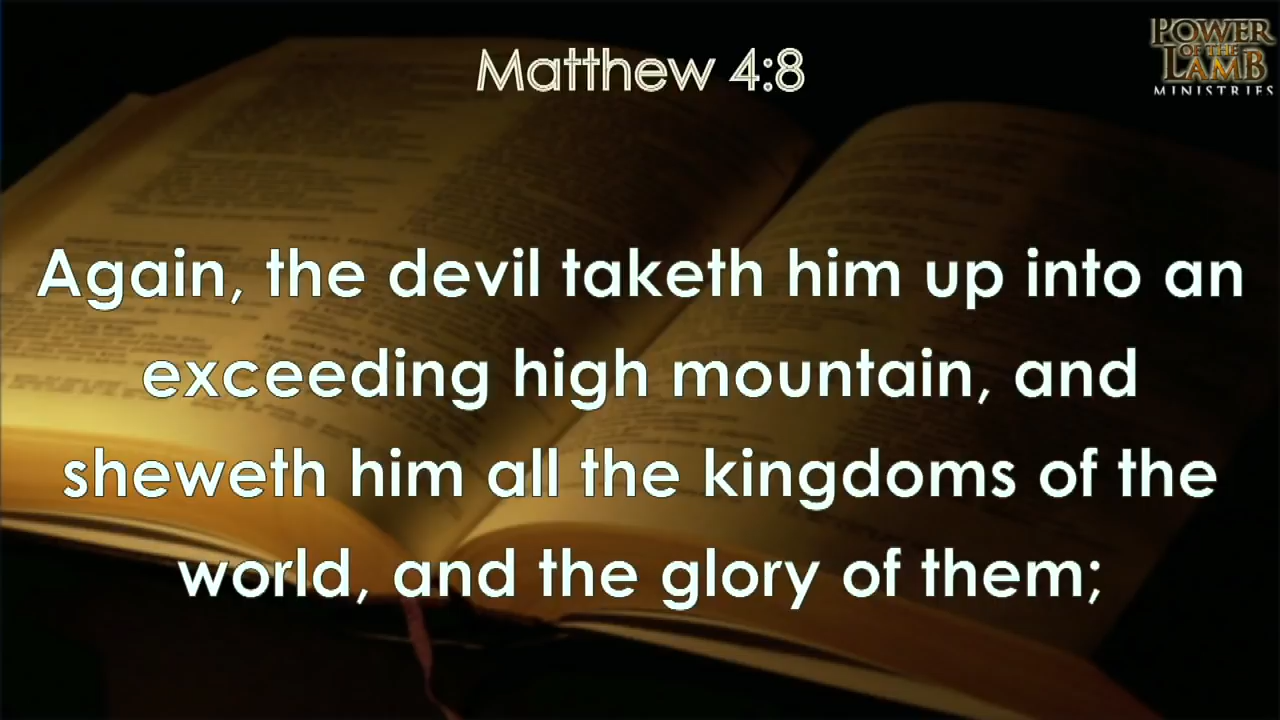 Matthew 4:8
POWER
OF THE
LAMB
MINISTRIES
Again, the devil taketh him up into an
exceeding high mountain, and
sheweth him all the kingdoms of the
world, and the glory of them;